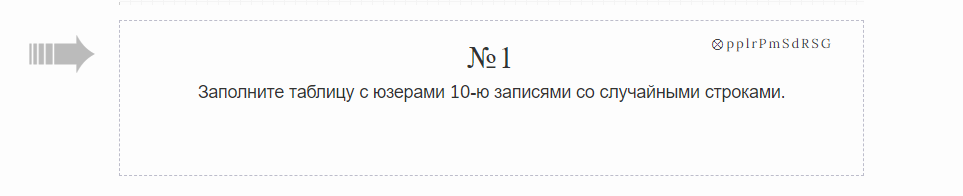 ⊗pplrPmSdRSG
№1
Заполните таблицу с юзерами 10-ю записями со случайными строками.